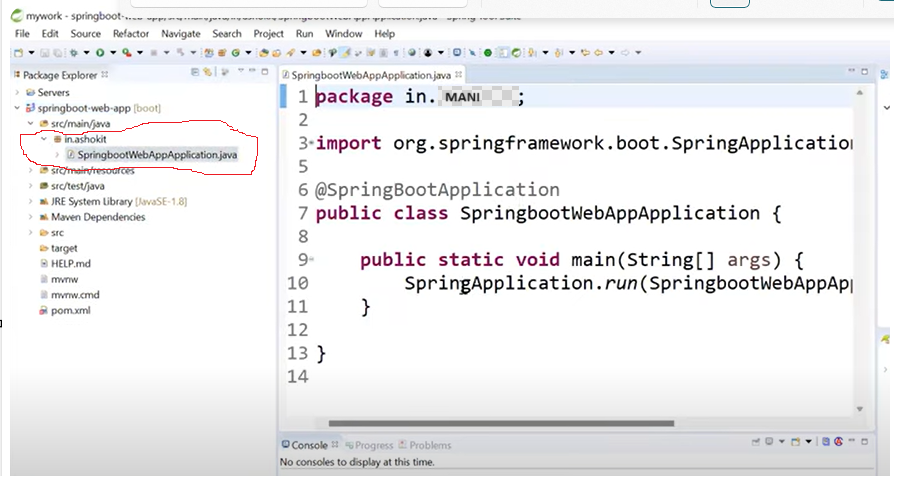 mywork - springboot-web-app/src/main/java/in/ashokit/SpringbootWebAppApplication.java - Spring Tool Suite
File Edit Source Refactor Navigate Search Project Run Window Help
Package Explorer
Servers
springboot-web-app [boot]
src/main/java
in.ashokit
SpringbootWebAppApplication.java
src/main/resources
src/test/java
JRE System Library [JavaSE-1.8]
Maven Dependencies
src
target
HELP.md
mvnw
mvnw.cmd
pom.xml
SpringbootWebAppApplication.java
1 package in. MANI ;
2
3 import org.springframework.boot.SpringApplication
5
6 @SpringBootApplication
7 public class SpringbootWebAppApplication {
8
9 public static void main(String[] args) {
10 SpringApplication.run(SpringbootWebAppApp
11 }
12
13 }
14
Console Progress Problems
No consoles to display at this time.